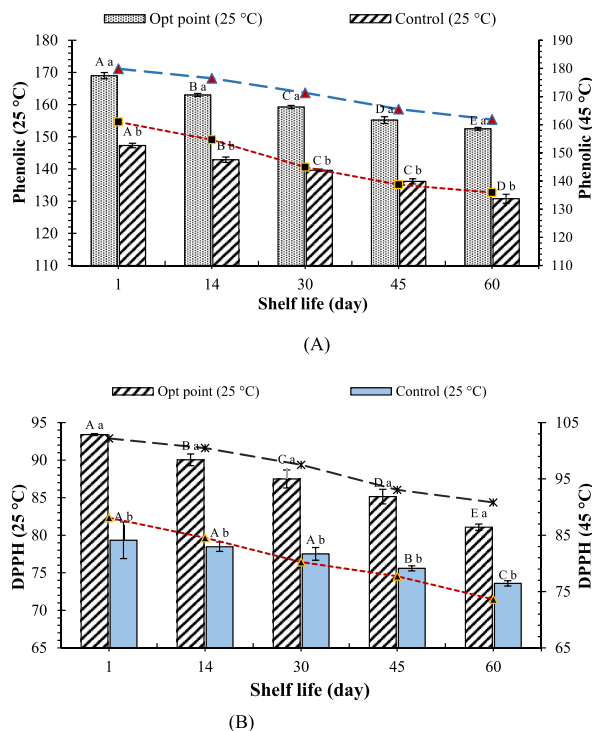 Opt point (25 °C) Control (25 °C)
180 190
170 180
160 170
150 160
140 150
130 140
120 130
110 120
110
Phenolic (25 °C)
Phenolic (45 °C)
A a
B a
C a
D a
E a
A b
B b
C b
C b
D b
1 14 30 45 60
Shelf life (day)
(A)
Opt point (25 °C) Control (25 °C)
95 105
90 95
85 85
80 75
75 65
70
65
DPPH (25 °C)
DPPH (45 °C)
A a
B a
C a
D a
E a
A b
A b
A b
B b
C b
1 14 30 45 60
Shelf life (day)
(B)